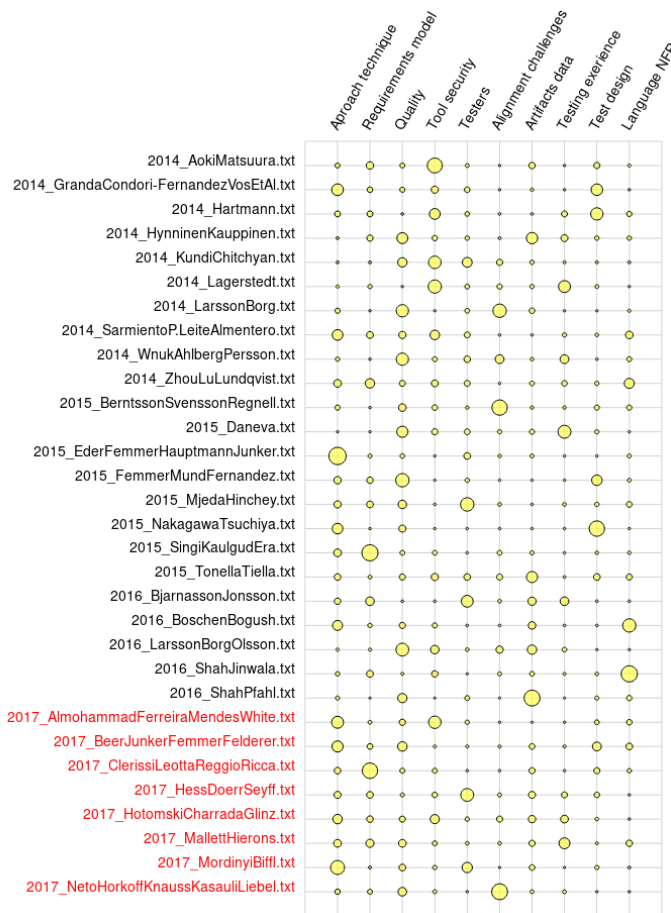 Aproach technique
Requirements model
Quality
Tool security
Testers
Alignment challenges
Artifacts data
Testing exerience
Test design
Language NFR
2014_AokiMatsuura.txt
2014_GrandaCondori-FernandezVosEtAl.txt
2014_Hartmann.txt
2014_HynninenKauppinen.txt
2014_KundiChitchyan.txt
2014_Lagerstedt.txt
2014_LarssonBorg.txt
2014_SarmientoP.LeiteAlmentero.txt
2014_WnukAhlbergPersson.txt
2014_ZhouLuLundqvist.txt
2015_BerntssonSvenssonRegnell.txt
2015_Daneva.txt
2015_EderFemmerHauptmannJunker.txt
2015_FemmerMundFernandez.txt
2015_MjedaHinchey.txt
2015_NakagawaTsuchiya.txt
2015_SingiKaulgudEra.txt
2015_TonellaTiella.txt
2016_BjarnassonJonsson.txt
2016_BoschenBogush.txt
2016_LarssonBorgOlsson.txt
2016_ShahJinwala.txt
2016_ShahPfahl.txt
2017_AlmohammadFerreiraMendesWhite.txt
2017_BeerJunkerFemmerFelderer.txt
2017_ClerissiLeottaReggioRicca.txt
2017_HessDoerrSeyff.txt
2017_HotomskiCharradaGlinz.txt
2017_MallettHierons.txt
2017_MordinyiBiffl.txt
2017_NetoHorkoffKnaussKasauliLiebel.txt